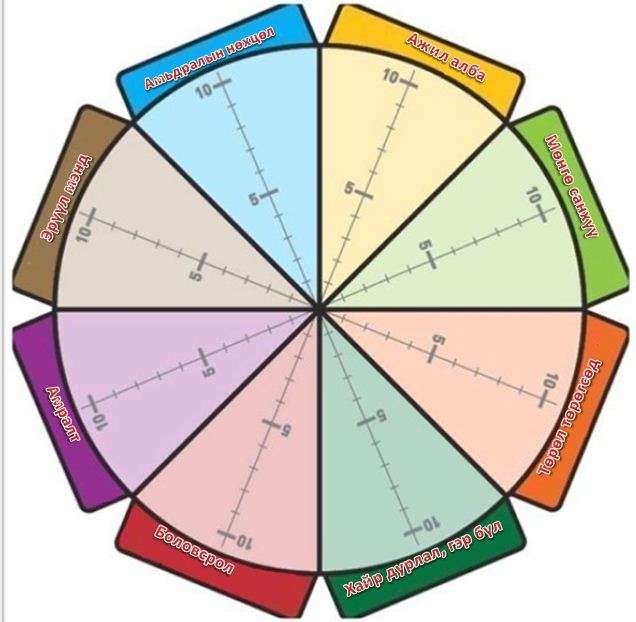 Амьдралын нөхцөл
Ажил алба
Мөнгө санхүү
Төрөл төрөгсөд
Хайр дурлал, гэр бүл
Боловсрол
Амралт
Эрүүл мэнд
10
5
10
5
10
5
10
5
10
5
10
5
10
5
10
5